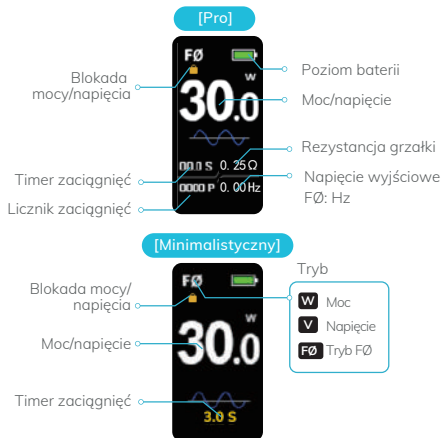 [Pro]
FØ
Blokada
mocy/napięcia
Poziom baterii
W
30.0
Moc/napięcie
Rezystancja grzałki
00.0 S
0.25Ω
Timer zaciągnięć
Napięcie wyjściowe
FØ: Hz
0000 P
0.00Hz
Licznik zaciągnięć
[Minimalistyczny]
FØ
Tryb
Blokada mocy/
napięcia
W Moc
V Napięcie
FØ Tryb FØ
W
30.0
Moc/napięcie
Timer zaciągnięć
3.0 S